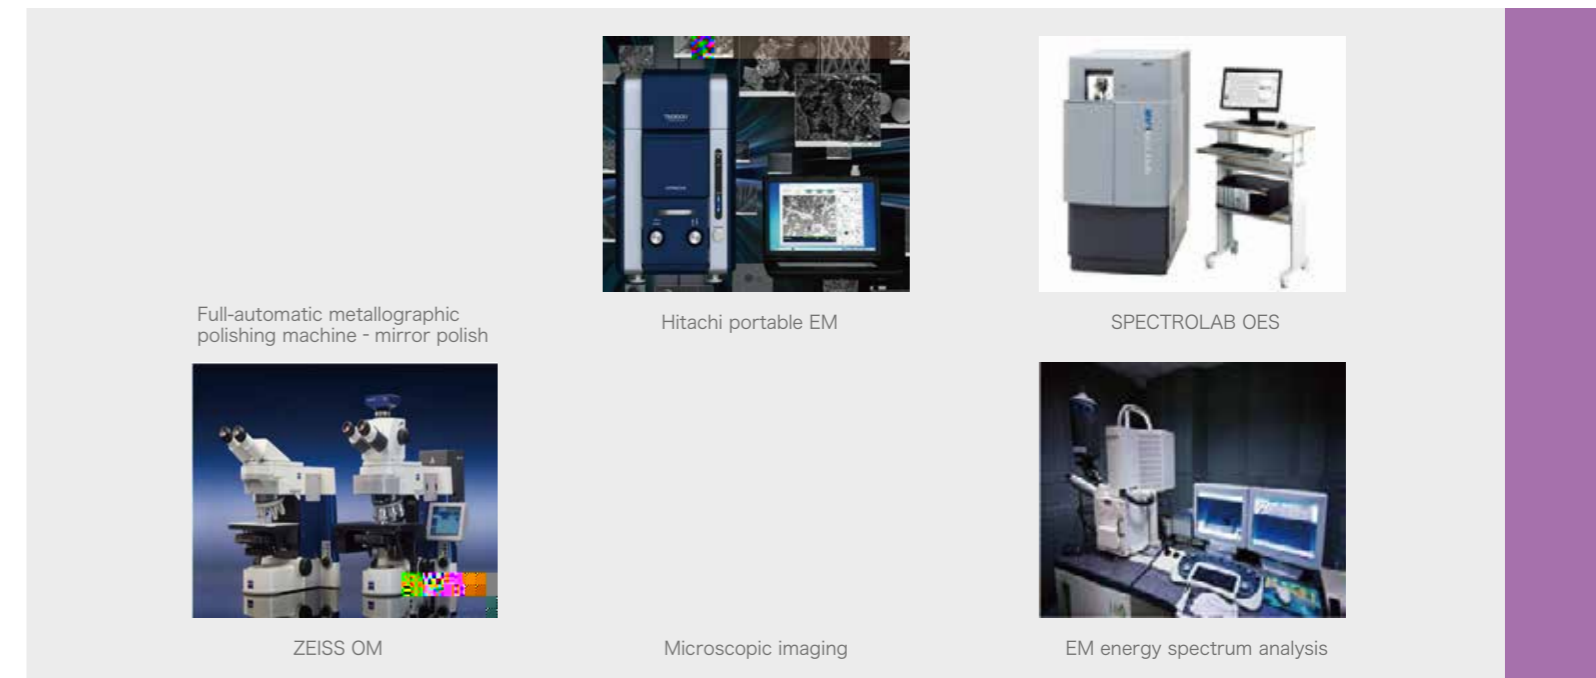 Full-automatic metallographic
polishing machine - mirror polish
Hitachi portable EM
SPECTROLAB OES
ZEISS OM
Microscopic imaging
EM energy spectrum analysis